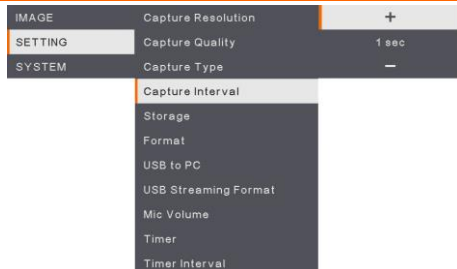 IMAGE
SETTING
SYSTEM
Capture Resolution
Capture Quality
Capture Type
Capture Interval
Storage
Format
USB to PC
USB Streaming Format
Mic Volume
Timer
Timer Interval
+
1 sec
−